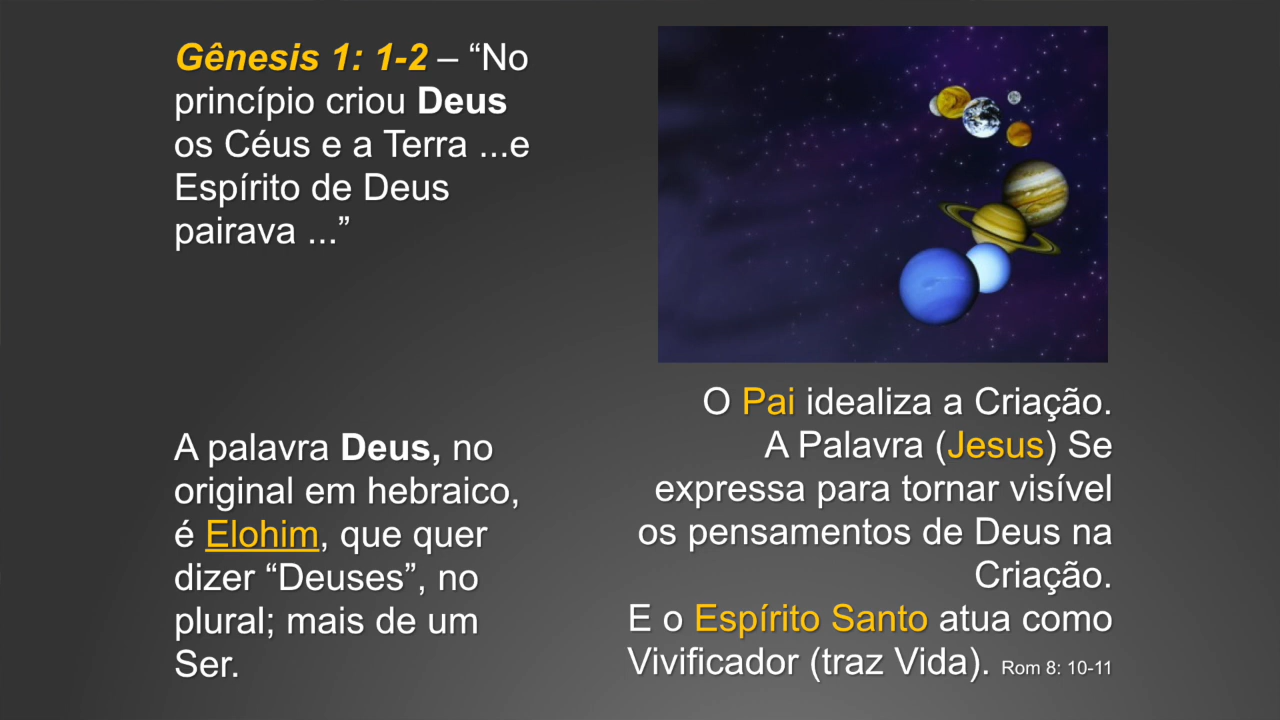 Gênesis 1: 1-2 – “No
princípio criou Deus
os Céus e a Terra ...e
Espírito de Deus
pairava ...”
A palavra Deus, no
original em hebraico,
é Elohim, que quer
dizer “Deuses”, no
plural; mais de um
Ser.
O Pai idealiza a Criação.
A Palavra (Jesus) Se
expressa para tornar visível
os pensamentos de Deus na
Criação.
E o Espírito Santo atua como
Vivificador (traz Vida). Rom 8: 10-11